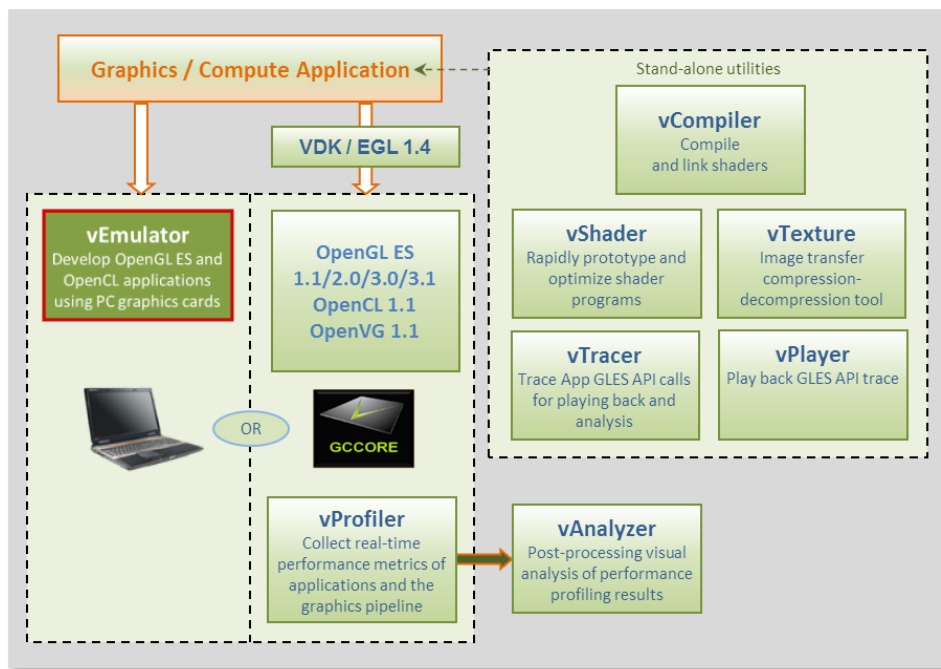 Graphics / Compute Application
VDK / EGL 1.4
vEmulator
Develop OpenGL ES and
OpenCL applications
using PC graphics cards
OpenGL ES
1.1/2.0/3.0/3.1
OpenCL 1.1
OpenVG 1.1
OR
GCCORE
vProfiler
Collect real-time
performance metrics of
applications and the
graphics pipeline
Stand-alone utilities
vCompiler
Compile
and link shaders
vShader
Rapidly prototype and
optimize shader
programs
vTexture
Image transfer
compression-
decompression tool
vTracer
Trace App GLES API calls
for playing back and
analysis
vPlayer
Play back GLES API trace
vAnalyzer
Post-processing visual
analysis of performance
profiling results